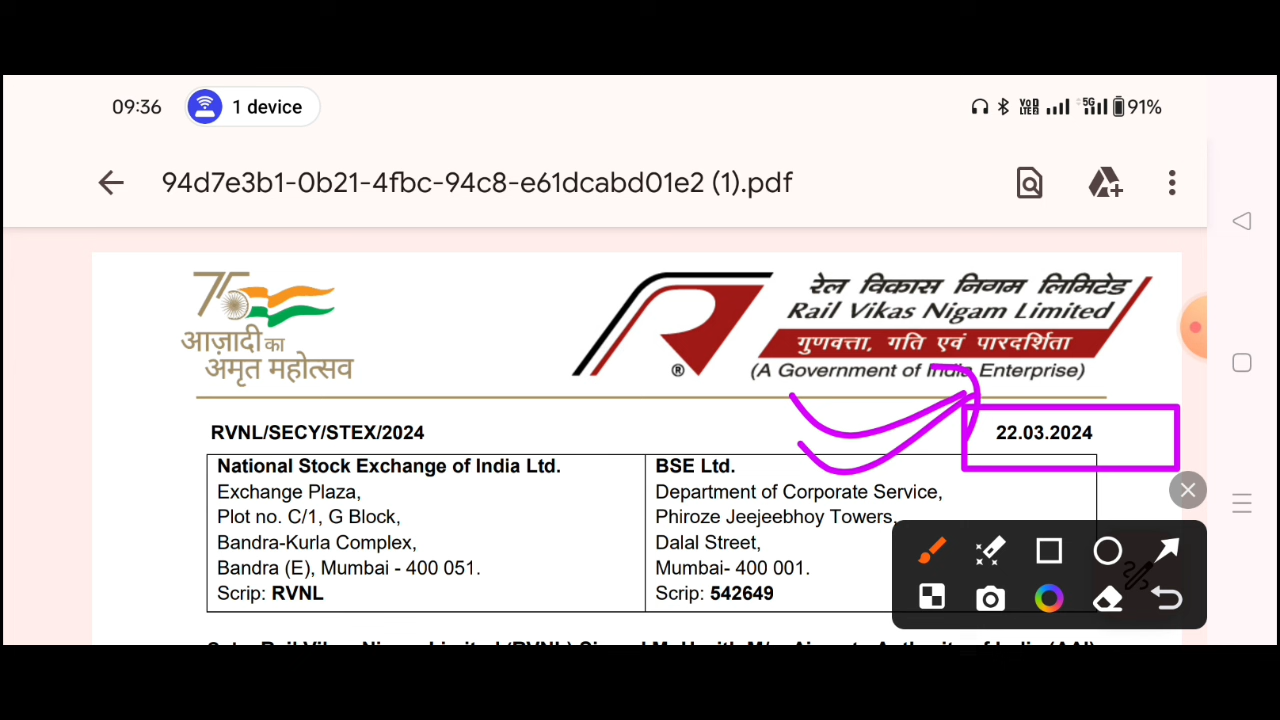 09:36 1 device 5G 91%
94d7e3b1-0b21-4fbc-94c8-e61dcabd01e2 (1).pdf
75
आज़ादी का
अमृत महोत्सव
रेल विकास निगम लिमिटेड
Rail Vikas Nigam Limited
गुणवत्ता, गति एवं पारदर्शिता
(A Government of India Enterprise)
RVNL/SECY/STEX/2024 22.03.2024
National Stock Exchange of India Ltd.
Exchange Plaza,
Plot no. C/1, G Block,
Bandra-Kurla Complex,
Bandra (E), Mumbai - 400 051.
Scrip: RVNL
BSE Ltd.
Department of Corporate Service,
Phiroze Jeejeebhoy Towers,
Dalal Street,
Mumbai- 400 001.
Scrip: 542649